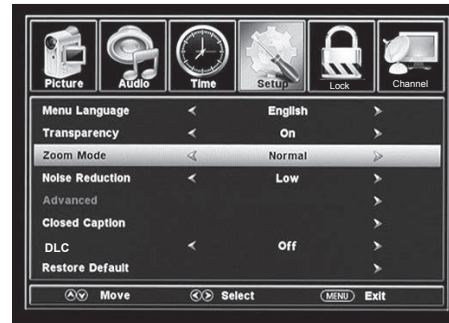 Picture Audio Time Setup Lock Channel
Menu Language English
Transparency On
Zoom Mode Normal
Noise Reduction Low
Advanced
Closed Caption
DLC Off
Restore Default
Move Select MENU Exit